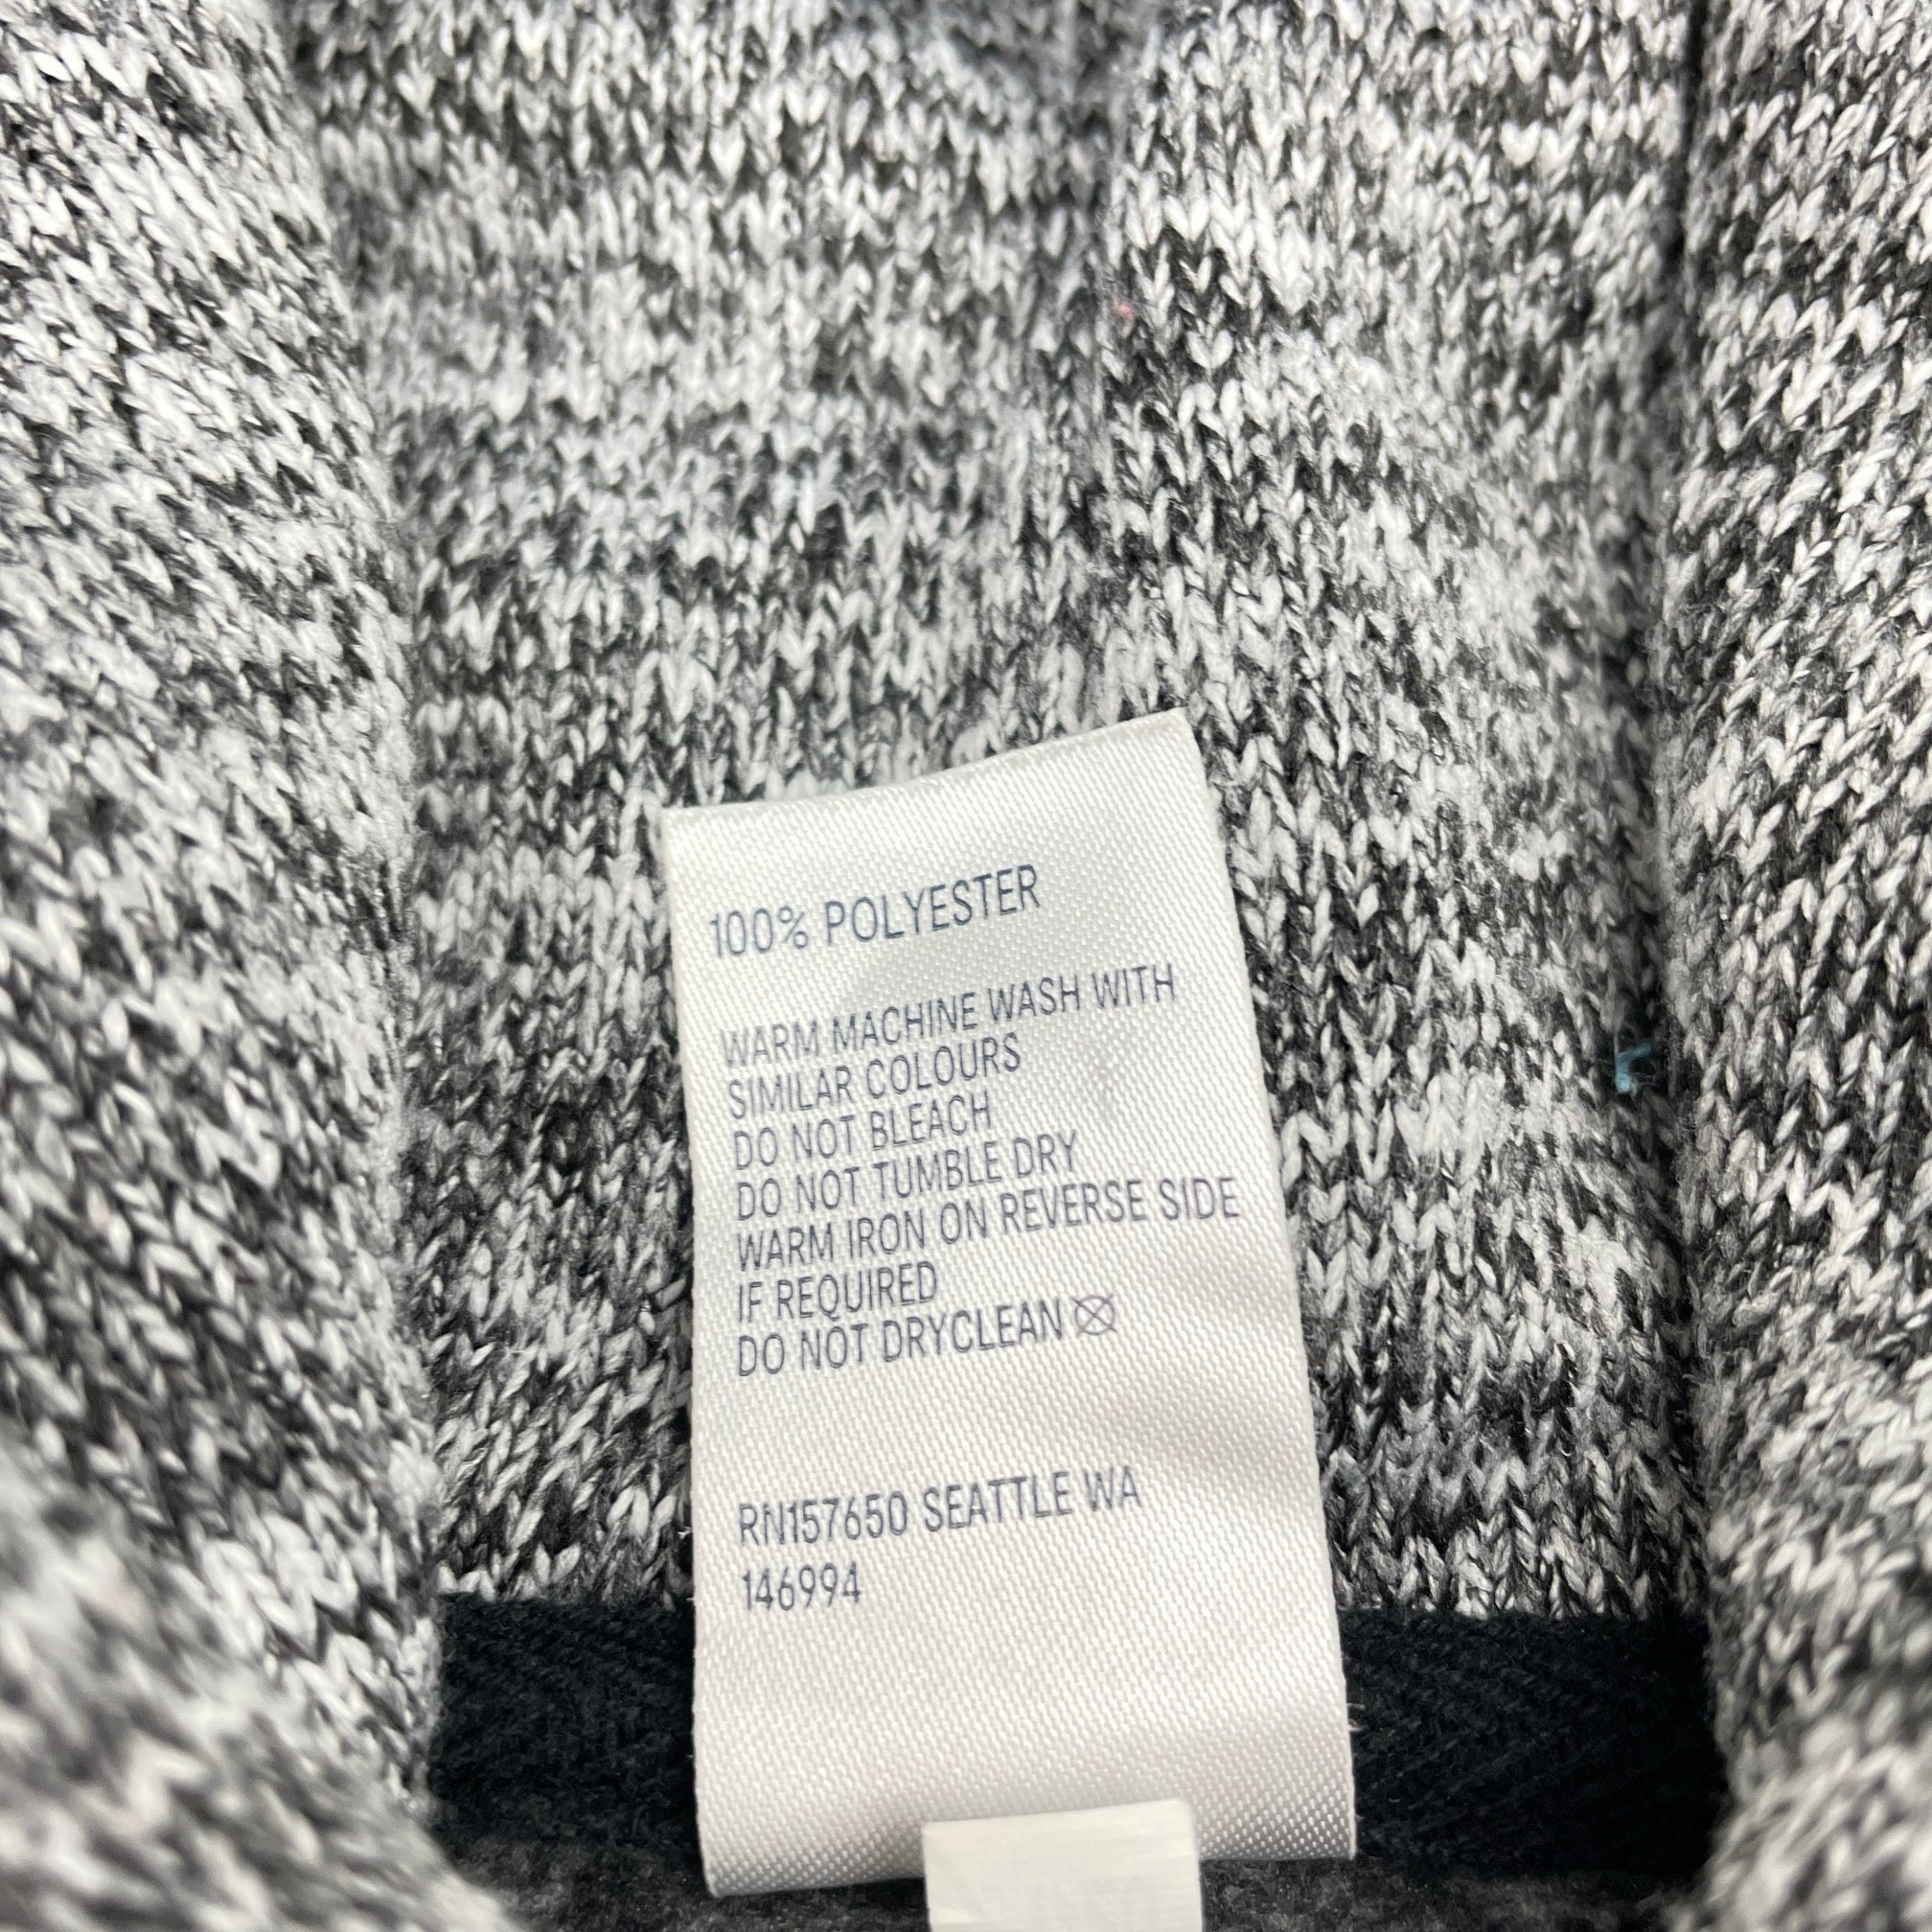 100% POLYESTER
WARM MACHINE WASH WITH
SIMILAR COLOURS
DO NOT BLEACH
DO NOT TUMBLE DRY
WARM IRON ON REVERSE SIDE
IF REQUIRED
DO NOT DRYCLEAN
RN157650 SEATTLE WA
146994